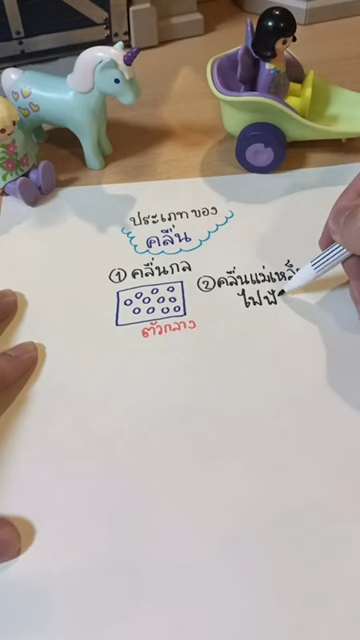 ประเภทของ
คลื่น
① คลื่นกล
ตัวกลาง
② คลื่นแม่เหล็ก
ไฟฟ้